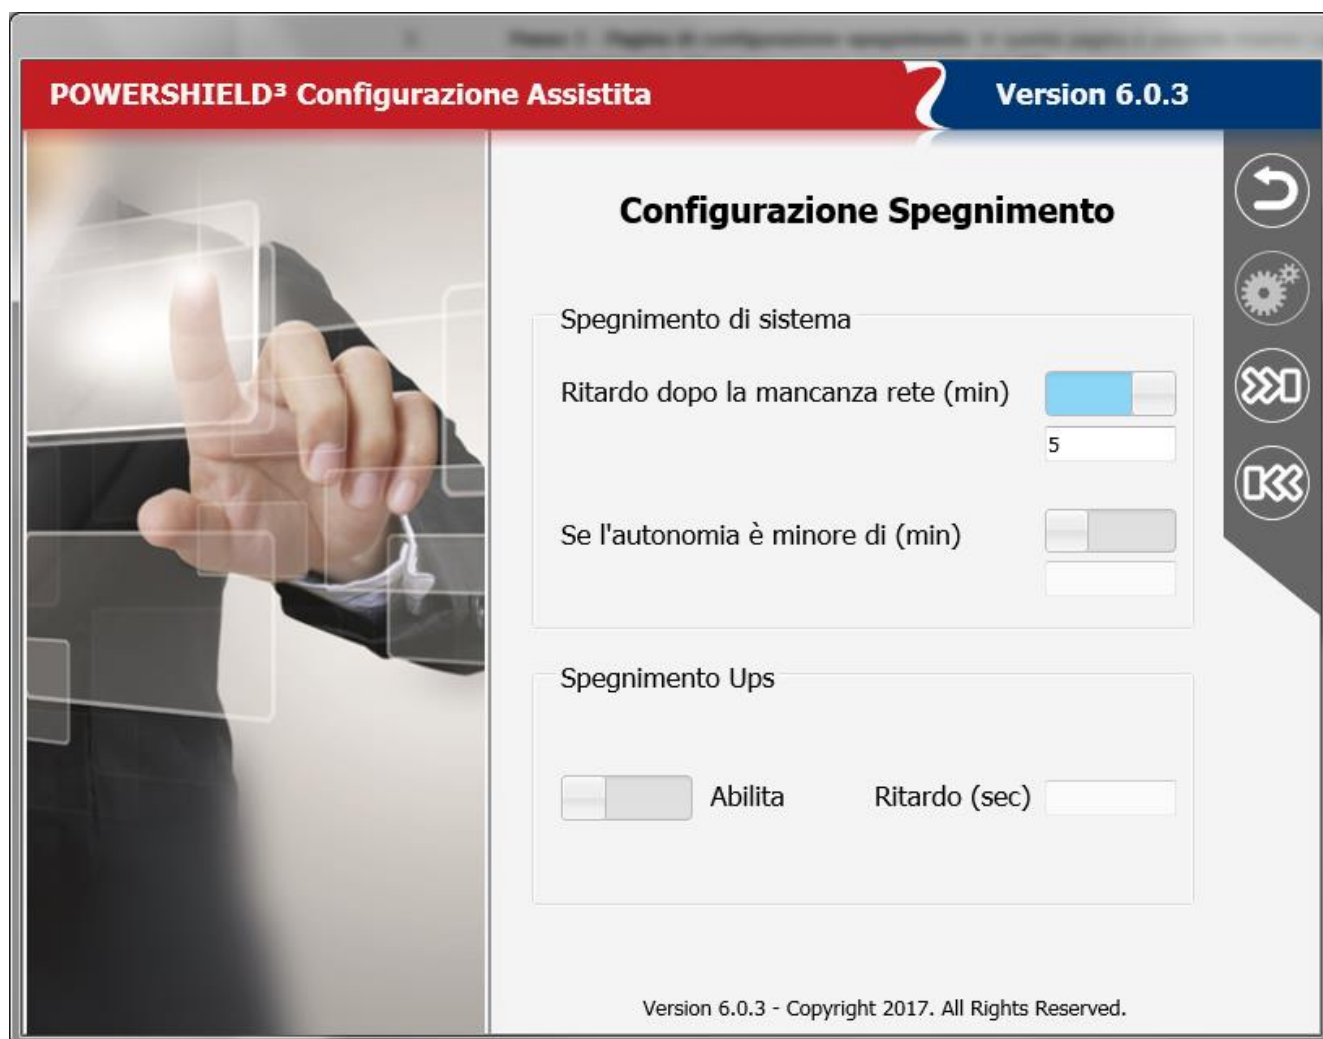 POWERSHIELD³ Configurazione Assistita
Version 6.0.3
Configurazione Spegnimento
Spegnimento di sistema
Ritardo dopo la mancanza rete (min)
5
Se l'autonomia è minore di (min)
Spegnimento Ups
Abilita Ritardo (sec)
Version 6.0.3 - Copyright 2017. All Rights Reserved.